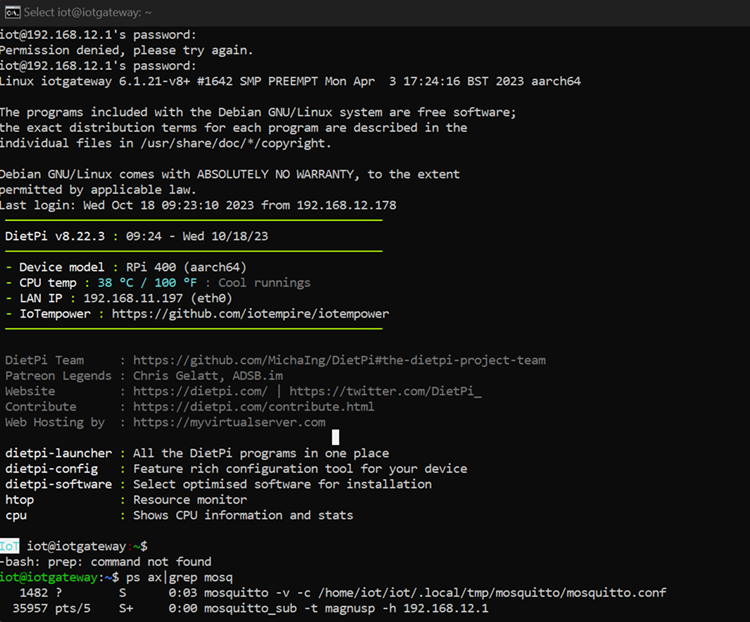 Select iot@iotgateway: ~
iot@192.168.12.1's password:
Permission denied, please try again.
iot@192.168.12.1's password:
Linux iotgateway 6.1.21-v8+ #1642 SMP PREEMPT Mon Apr  3 17:24:16 BST 2023 aarch64
The programs included with the Debian GNU/Linux system are free software;
the exact distribution terms for each program are described in the
individual files in /usr/share/doc/*/copyright.
Debian GNU/Linux comes with ABSOLUTELY NO WARRANTY, to the extent
permitted by applicable law.
Last login: Wed Oct 18 09:23:10 2023 from 192.168.12.178
DietPi v8.22.3 : 09:24 - Wed 10/18/23
- Device model : RPi 400 (aarch64)
- CPU temp : 38 °C / 100 °F : Cool runnings
- LAN IP : 192.168.11.197 (eth0)
- IoTempower : https://github.com/iotempire/iotempower
DietPi Team     : https://github.com/MichaIng/DietPi#the-dietpi-project-team
Patreon Legends : Chris Gelatt, ADSB.im
Website         : https://dietpi.com/ | https://twitter.com/DietPi_
Contribute      : https://dietpi.com/contribute.html
Web Hosting by  : https://myvirtualserver.com
dietpi-launcher : All the DietPi programs in one place
dietpi-config   : Feature rich configuration tool for your device
dietpi-software : Select optimised software for installation
htop            : Resource monitor
cpu             : Shows CPU information and stats
IoT iot@iotgateway:~$
-bash: prep: command not found
iot@iotgateway:~$ ps ax|grep mosq
1482 ?        S      0:03 mosquitto -v -c /home/iot/iot/.local/tmp/mosquitto/mosquitto.conf
35957 pts/5    S+     0:00 mosquitto_sub -t magnusp -h 192.168.12.1